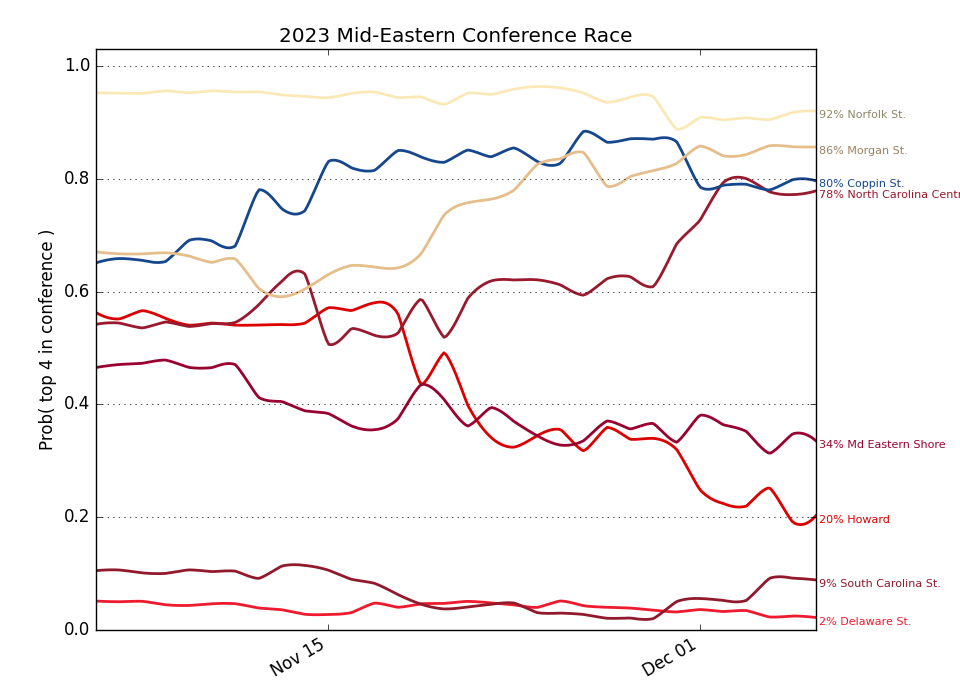 2023 Mid-Eastern Conference Race
1.0
0.8
0.6
0.4
0.2
0.0
Prob( top 4 in conference )
Nov 15
Dec 01
92% Norfolk St.
86% Morgan St.
80% Coppin St.
78% North Carolina Centr
34% Md Eastern Shore
20% Howard
9% South Carolina St.
2% Delaware St.